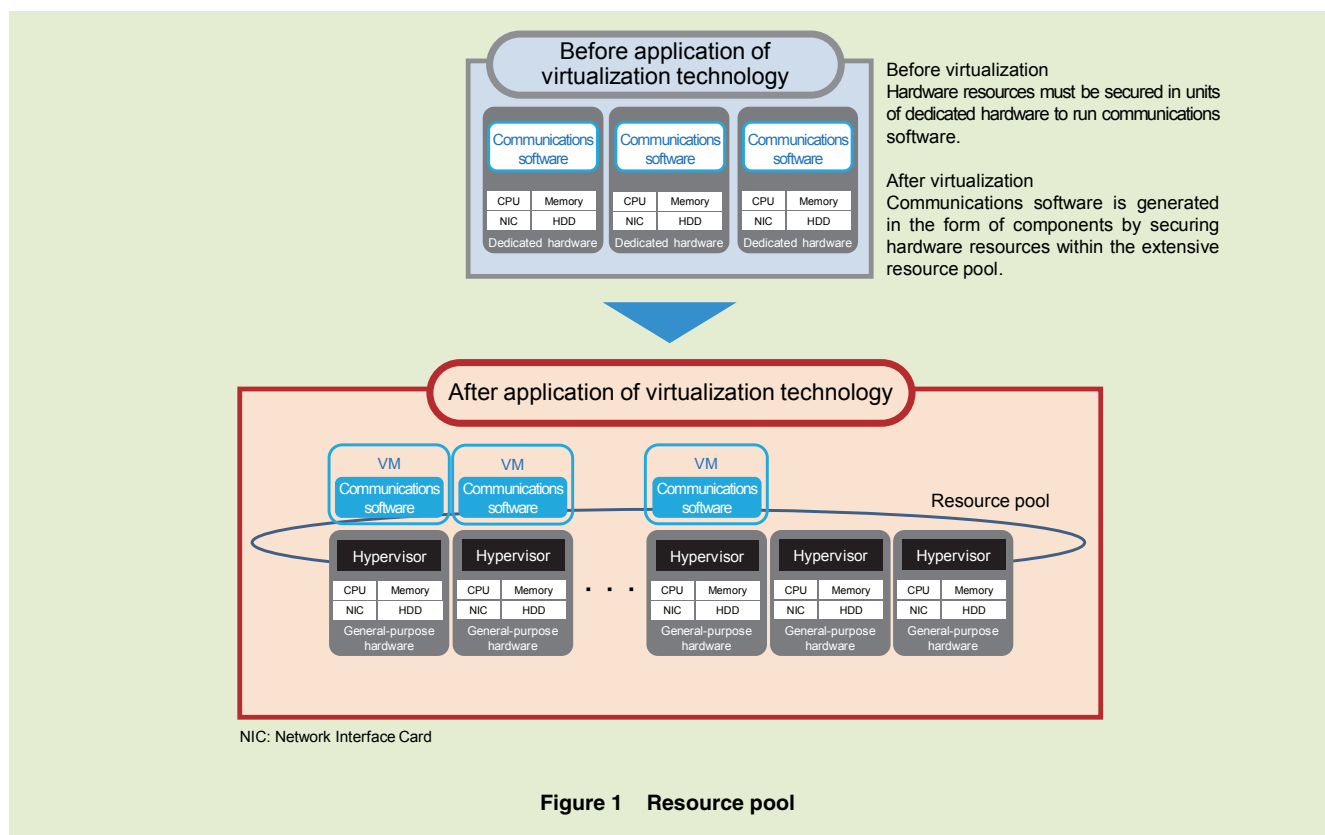 Before application of
virtualization technology
Communications
software
Communications
software
Communications
software
CPU Memory
NIC HDD
Dedicated hardware
CPU Memory
NIC HDD
Dedicated hardware
CPU Memory
NIC HDD
Dedicated hardware
Before virtualization
Hardware resources must be secured in units
of dedicated hardware to run communications
software.
After virtualization
Communications software is generated
in the form of components by securing
hardware resources within the extensive
resource pool.
After application of virtualization technology
VM
Communications
software
VM
Communications
software
VM
Communications
software
Resource pool
Hypervisor
CPU Memory
NIC HDD
General-purpose
hardware
Hypervisor
CPU Memory
NIC HDD
General-purpose
hardware
. . .
Hypervisor
CPU Memory
NIC HDD
General-purpose
hardware
Hypervisor
CPU Memory
NIC HDD
General-purpose
hardware
Hypervisor
CPU Memory
NIC HDD
General-purpose
hardware
NIC: Network Interface Card
Figure 1 Resource pool